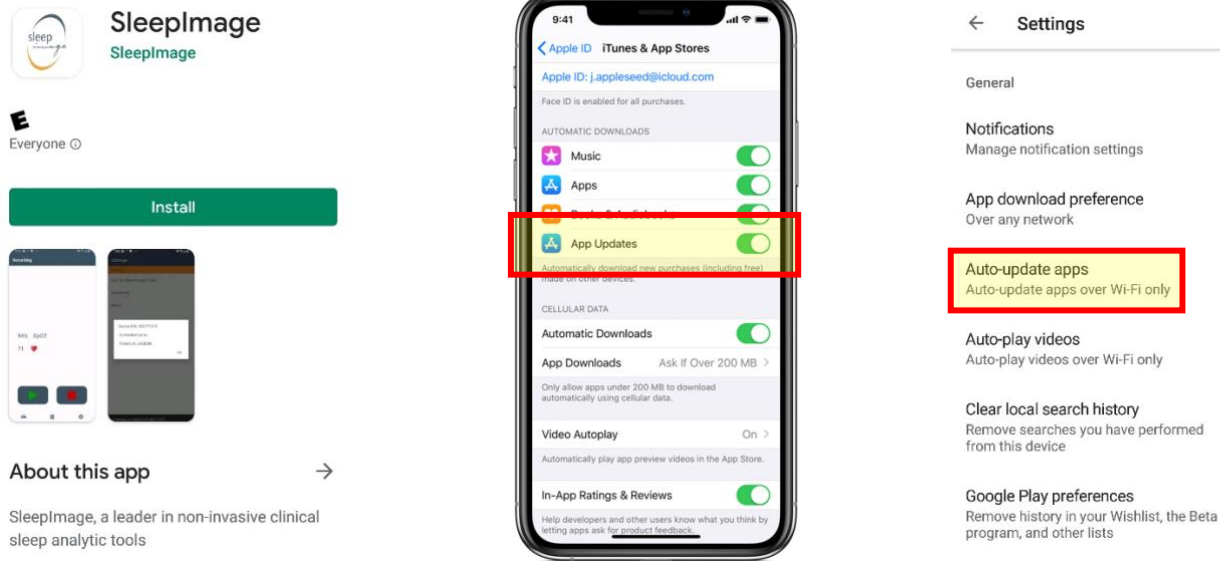 sleep
image
SleepImage
SleepImage
E
Everyone
Install
Recording
94% SpO2
71
About this app
SleepImage, a leader in non-invasive clinical
sleep analytic tools
9:41
Apple ID iTunes & App Stores
Apple ID: j.appleseed@icloud.com
Face ID is enabled for all purchases.
AUTOMATIC DOWNLOADS
Music
Apps
Books & Audiobooks
App Updates
Automatically download new purchases (including free)
made on other devices.
CELLULAR DATA
Automatic Downloads
App Downloads Ask If Over 200 MB
Only allow apps under 200 MB to download
automatically using cellular data.
Video Autoplay On
Automatically play app preview videos in the App Store.
In-App Ratings & Reviews
Help developers and other users know what you think by
letting apps ask for product feedback.
Settings
General
Notifications
Manage notification settings
App download preference
Over any network
Auto-update apps
Auto-update apps over Wi-Fi only
Auto-play videos
Auto-play videos over Wi-Fi only
Clear local search history
Remove searches you have performed
from this device
Google Play preferences
Remove history in your Wishlist, the Beta
program, and other lists